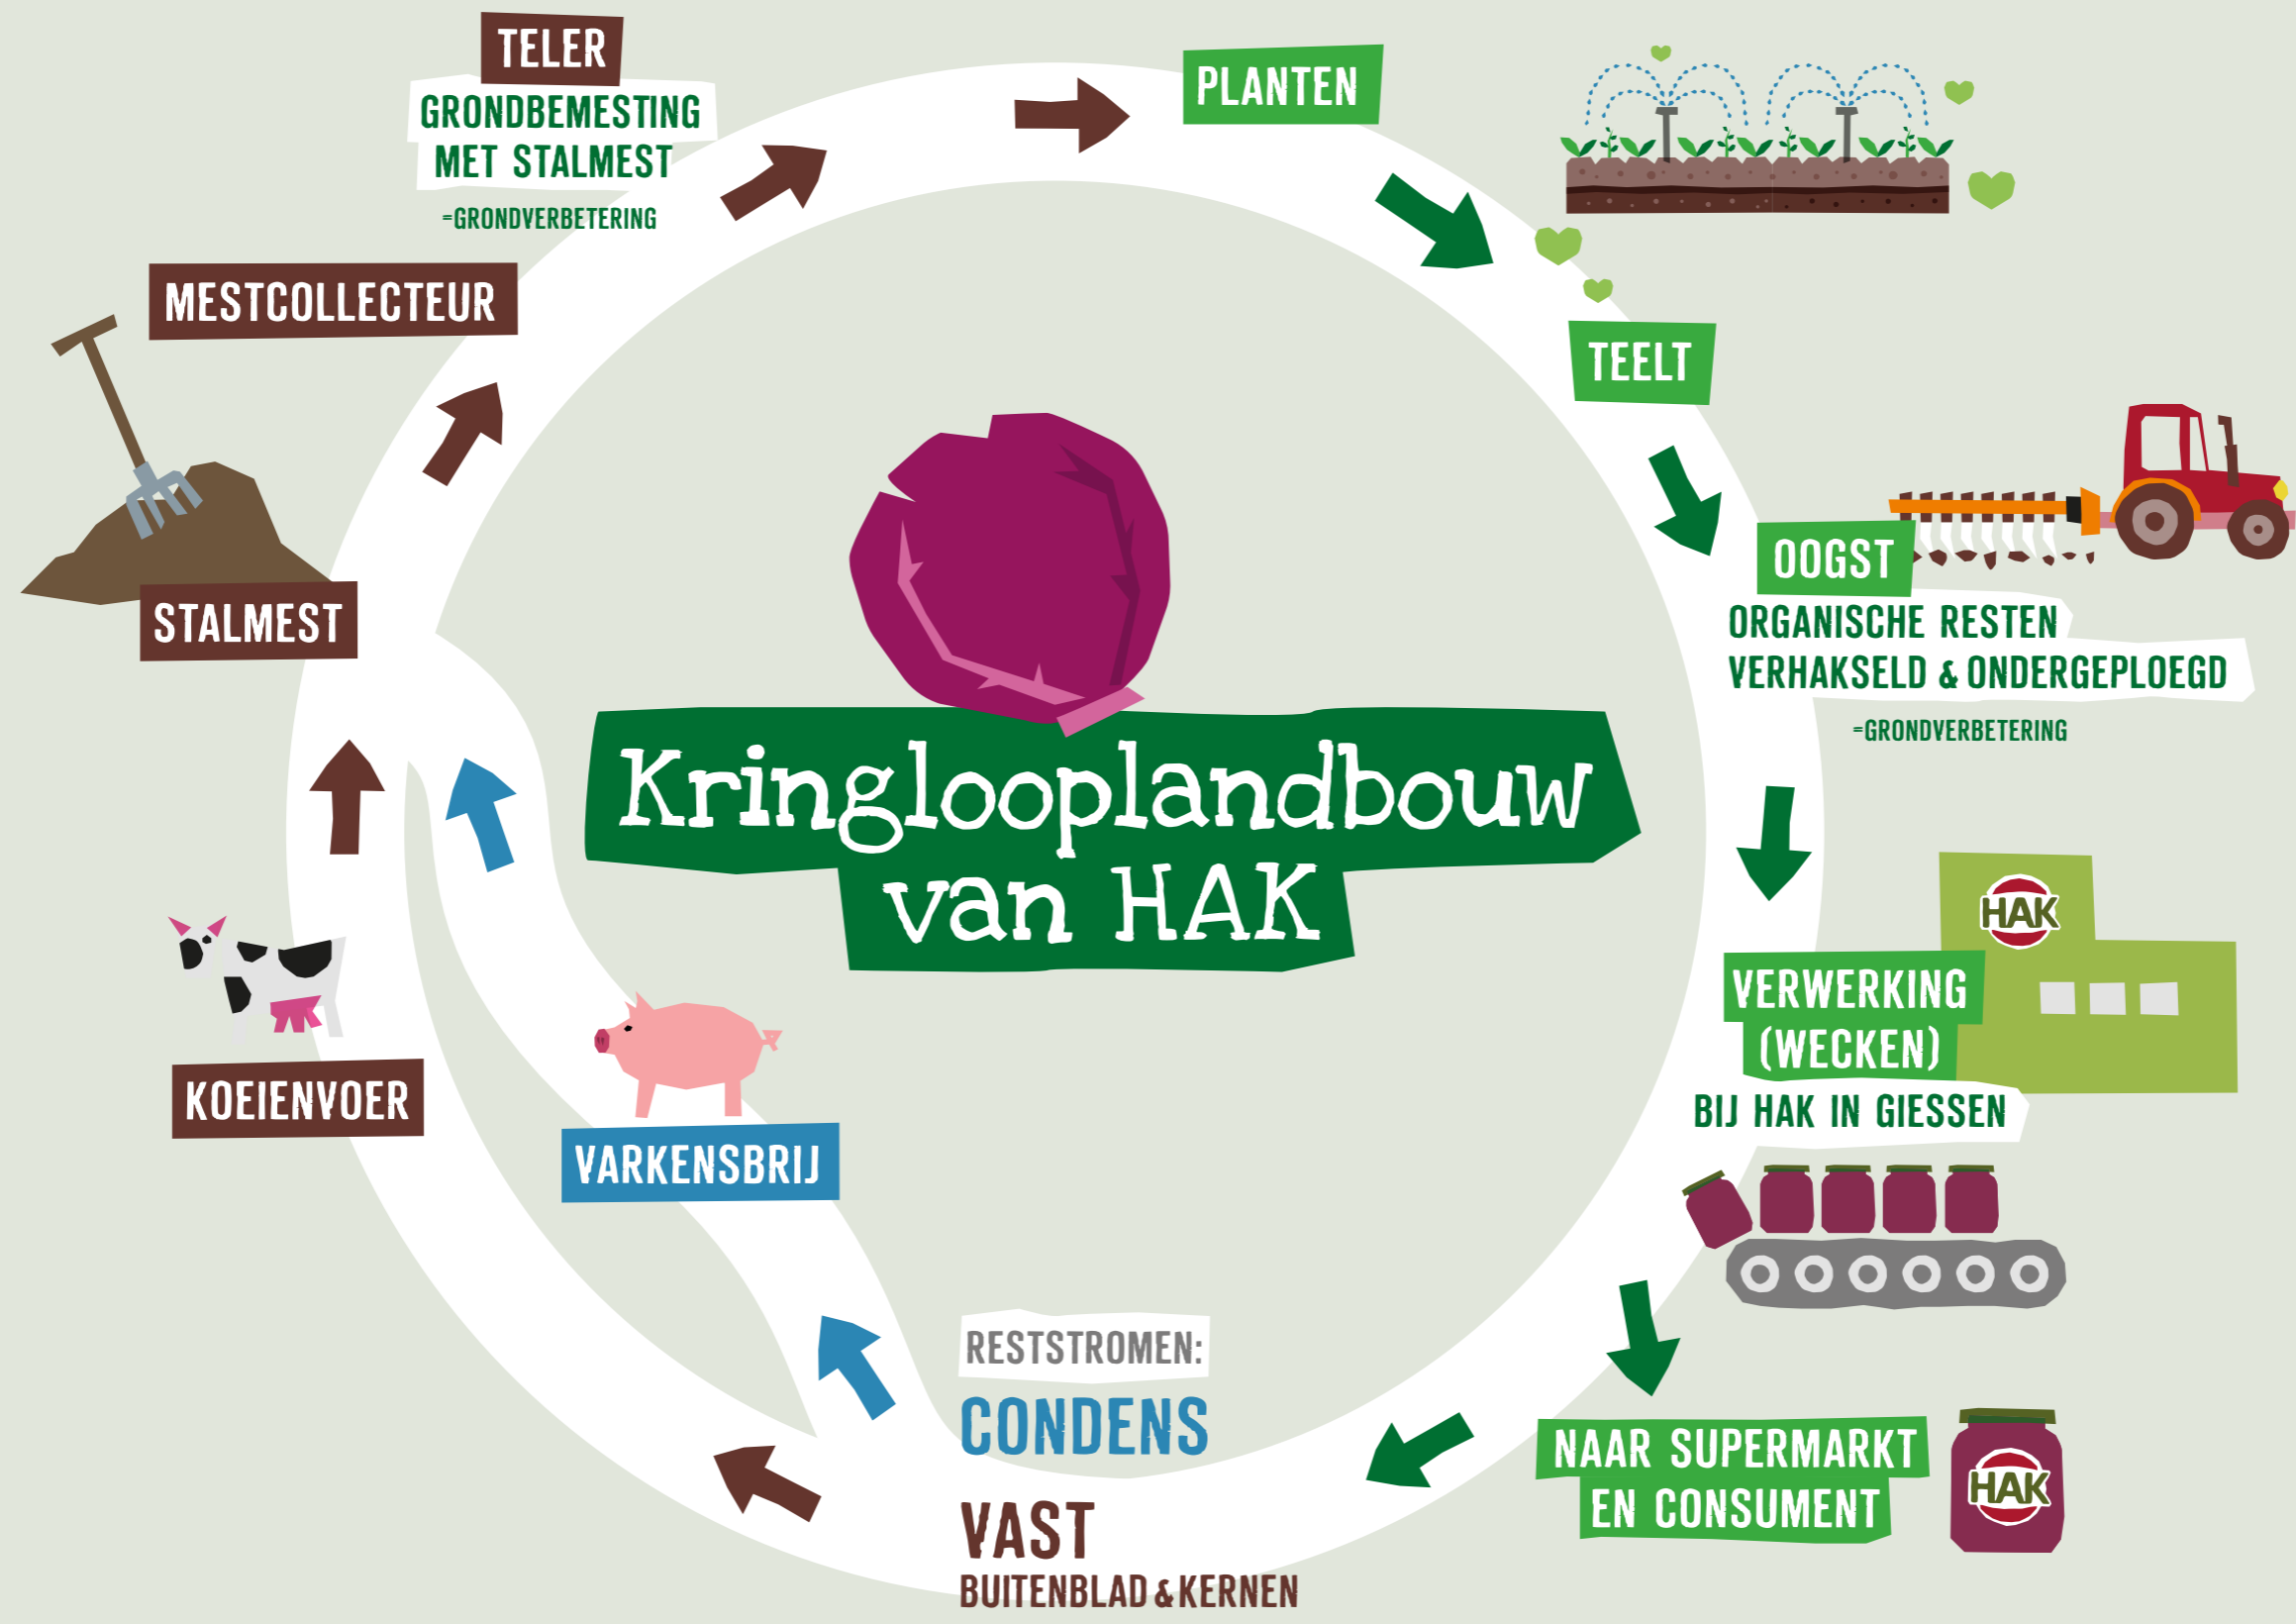 TELER
GRONDBEMESTING
MET STALMEST
=GRONDVERBETERING
PLANTEN
TEELT
OOGST
ORGANISCHE RESTEN
VERHAKSELD & ONDERGEPLOEGD
=GRONDVERBETERING
HAK
VERWERKING
(WECKEN)
BIJ HAK IN GIESSEN
NAAR SUPERMARKT
EN CONSUMENT
HAK
RESTSTROMEN:
CONDENS
VAST
BUITENBLAD & KERNEN
VARKENSBRIJ
KOEIENVOER
STALMEST
MESTCOLLECTEUR
Kringlooplandbouw
van HAK